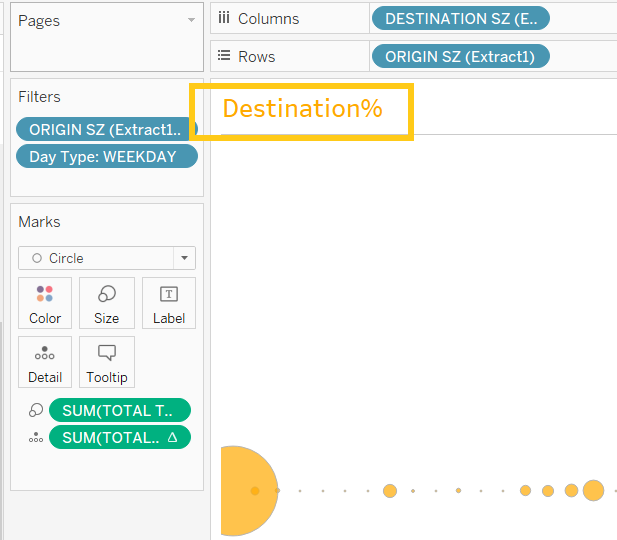 Pages
Columns
DESTINATION SZ (E..
Rows
ORIGIN SZ (Extract1)
Filters
ORIGIN SZ (Extract1..
Day Type: WEEKDAY
Destination%
Marks
Circle
Color
Size
Label
Detail
Tooltip
SUM(TOTAL T..
SUM(TOTAL.. Δ